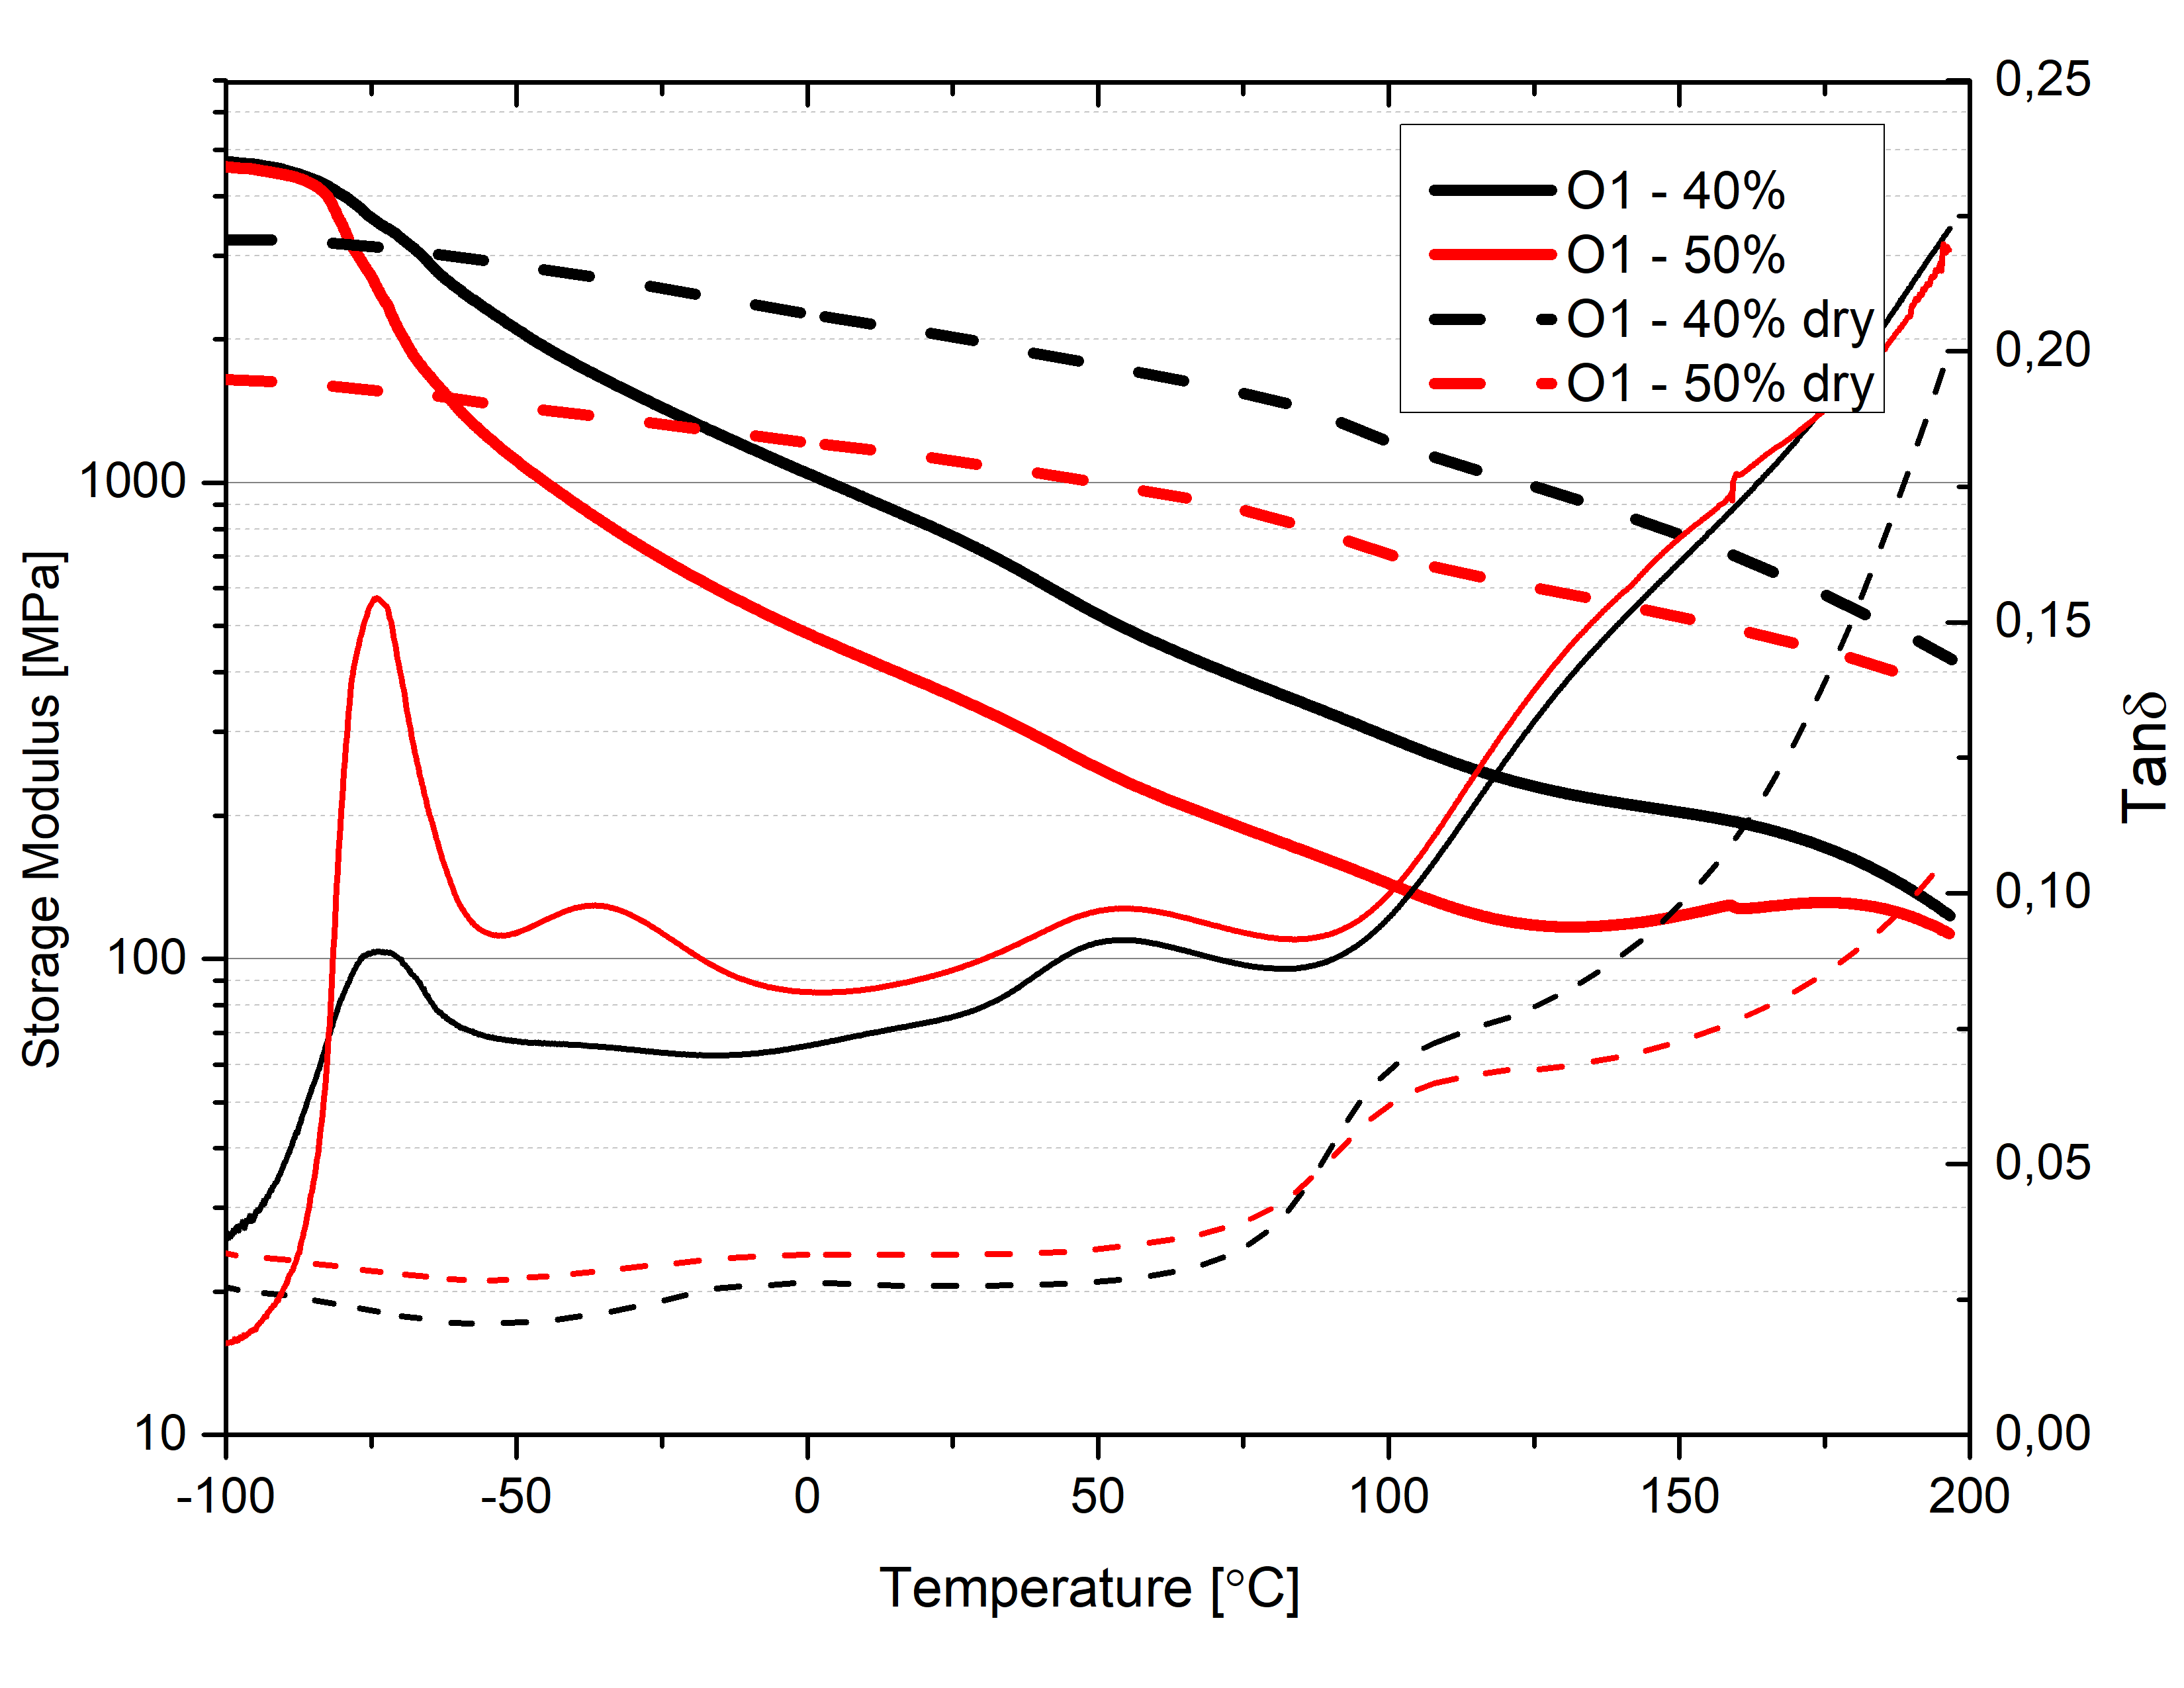 0,25
O1 - 40%
O1 - 50%
O1 - 40% dry
O1 - 50% dry
0,20
1000
0,15
Storage Modulus [MPa]
Tanδ
0,10
100
0,05
10
0,00
-100
-50
0
50
100
150
200
Temperature [°C]